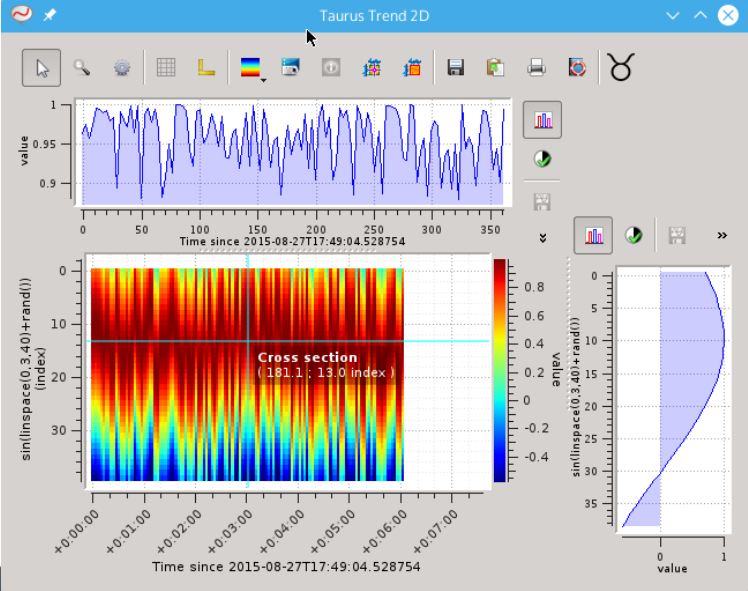 Taurus Trend 2D
value
1
0.95
0.9
0 50 100 150 200 250 300 350
Time since 2015-08-27T17:49:04.528754
»
sin(linspace(0,3,40)+rand())
(index)
0
10
20
30
Cross section
( 181.1 ; 13.0 index )
0.8
0.6
0.4
0.2
0
-0.2
-0.4
value
+0:00:00 +0:01:00 +0:02:00 +0:03:00 +0:04:00 +0:05:00 +0:06:00 +0:07:00
Time since 2015-08-27T17:49:04.528754
»
sin(linspace(0,3,40)+rand())
0
5
10
15
20
25
30
35
0 1
value